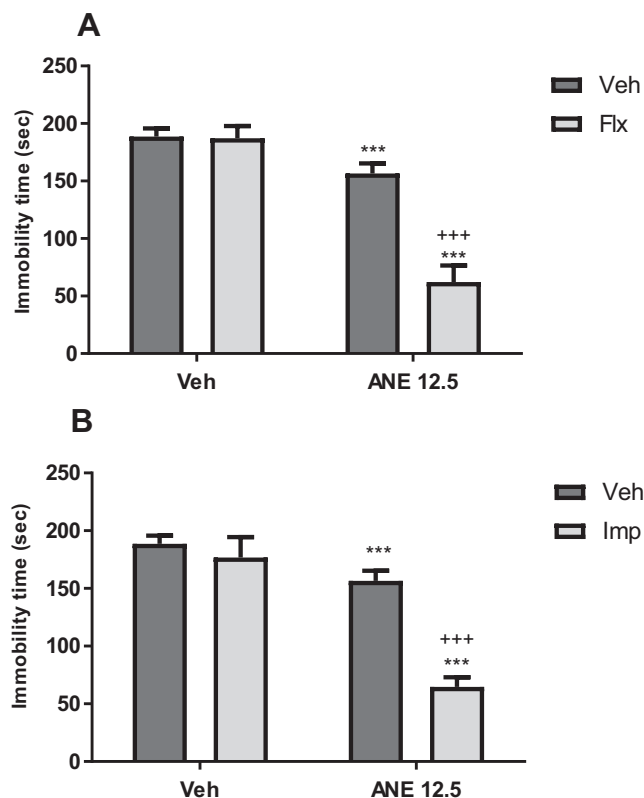 A
250
200
150
100
50
0
Immobility time (sec)
***
+++
***
Veh
ANE 12.5
Veh
Flx
B
250
200
150
100
50
0
Immobility time (sec)
***
+++
***
Veh
ANE 12.5
Veh
Imp